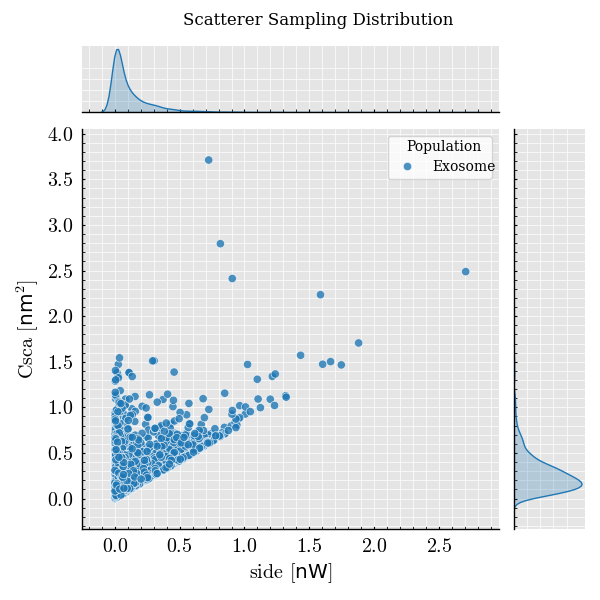 Scatterer Sampling Distribution
Population
Exosome
4.0
3.5
3.0
2.5
2.0
1.5
1.0
0.5
0.0
Csca [nm²]
0.0 0.5 1.0 1.5 2.0 2.5
side [nW]